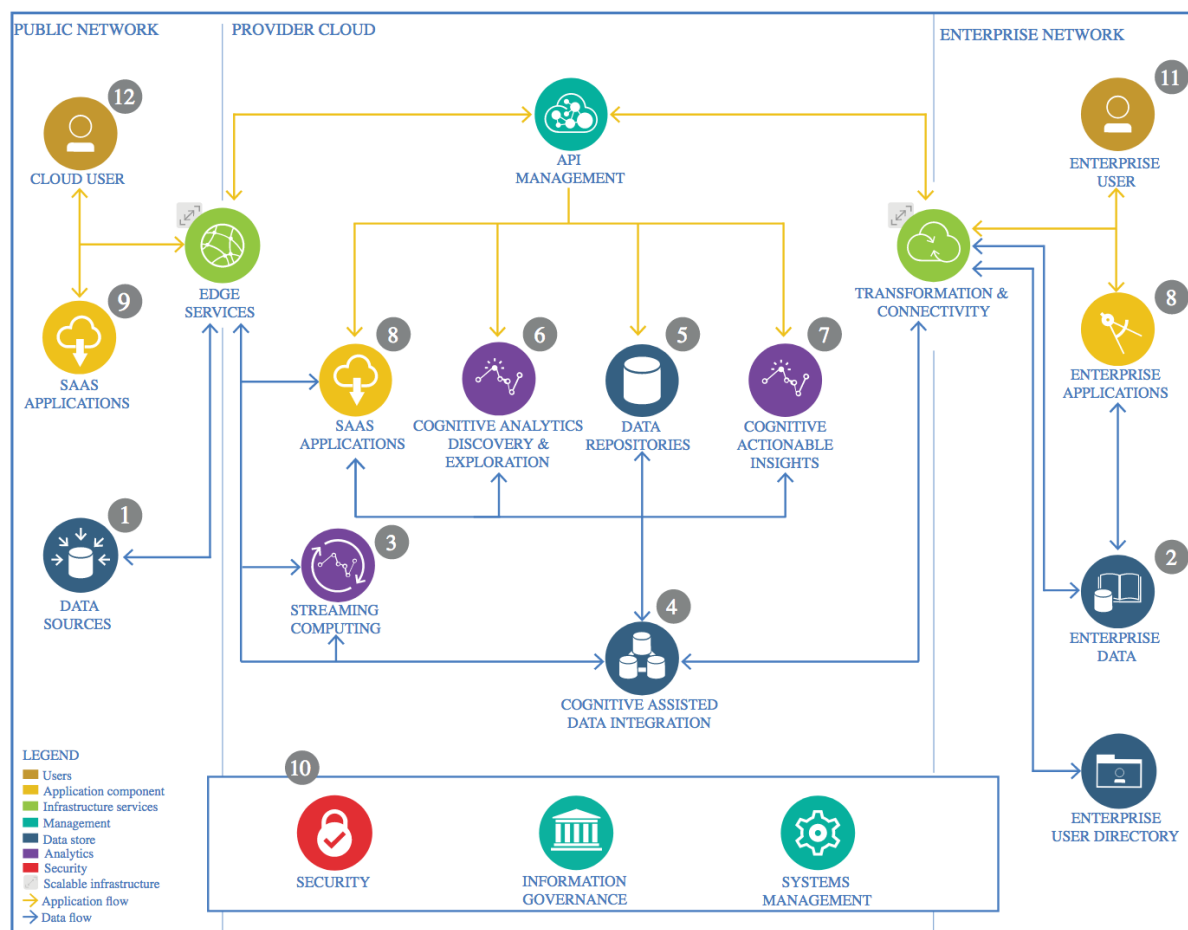 PUBLIC NETWORK
PROVIDER CLOUD
ENTERPRISE NETWORK
12
CLOUD USER
API
MANAGEMENT
11
ENTERPRISE
USER
EDGE
SERVICES
TRANSFORMATION &
CONNECTIVITY
9
SAAS
APPLICATIONS
8
SAAS
APPLICATIONS
6
COGNITIVE ANALYTICS
DISCOVERY &
EXPLORATION
5
DATA
REPOSITORIES
7
COGNITIVE
ACTIONABLE
INSIGHTS
8
ENTERPRISE
APPLICATIONS
1
DATA
SOURCES
3
STREAMING
COMPUTING
4
COGNITIVE ASSISTED
DATA INTEGRATION
2
ENTERPRISE
DATA
ENTERPRISE
USER DIRECTORY
LEGEND
Users
Application component
Infrastructure services
Management
Data store
Analytics
Security
Scalable infrastructure
Application flow
Data flow
10
SECURITY
INFORMATION
GOVERNANCE
SYSTEMS
MANAGEMENT